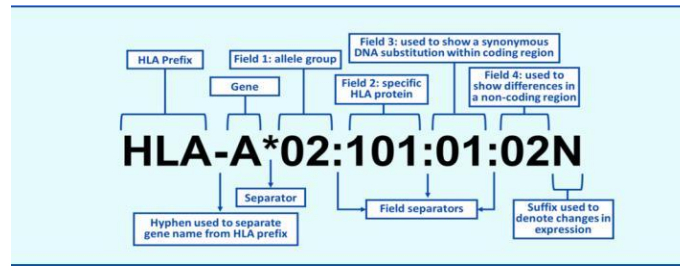 Field 3: used to show a synonymous
DNA substitution within coding region
HLA Prefix
Field 1: allele group
Field 4: used to
show differences in
a non-coding region
Gene
Field 2: specific
HLA protein
HLA-A*02:101:01:02N
Separator
Field separators
Suffix used to
denote changes in
expression
Hyphen used to separate
gene name from HLA prefix